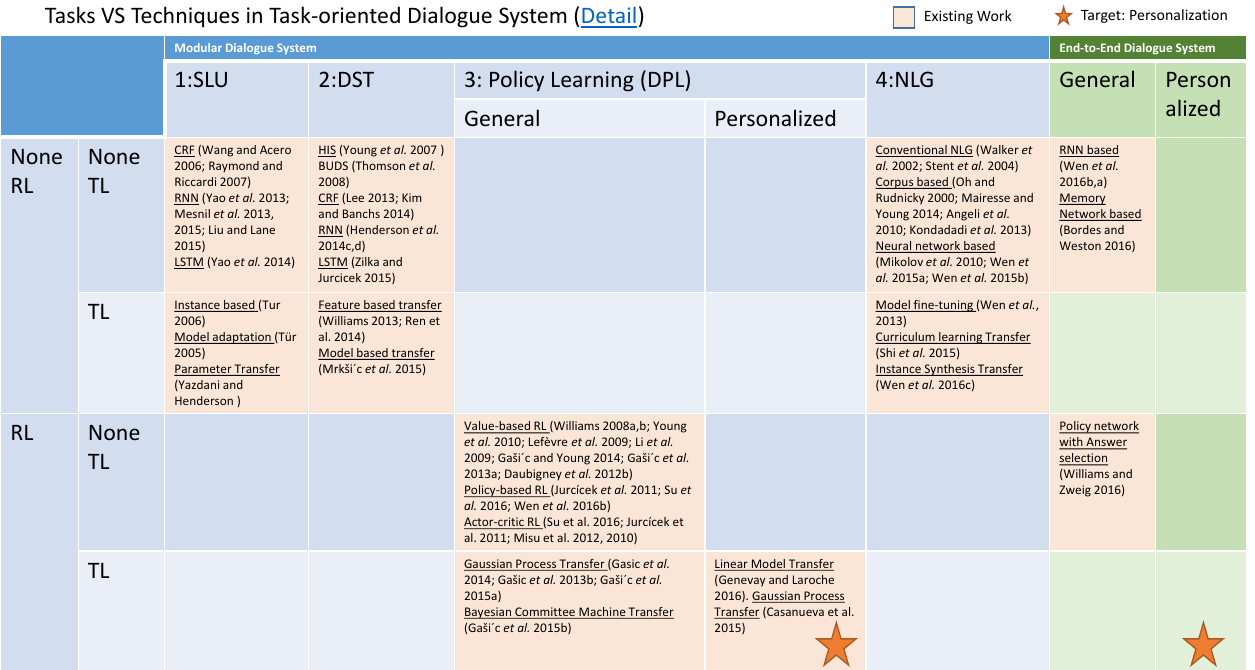 Tasks VS Techniques in Task-oriented Dialogue System (Detail)
Existing Work
Target: Personalization
Modular Dialogue System
End-to-End Dialogue System
1:SLU
2:DST
3: Policy Learning (DPL)
4:NLG
General
Person
alized
General
Personalized
None
RL
None
TL
CRF (Wang and Acero
2006; Raymond and
Riccardi 2007)
RNN (Yao et al. 2013;
Mesnil et al. 2013,
2015; Liu and Lane
2015)
LSTM (Yao et al. 2014)
HIS (Young et al. 2007 )
BUDS (Thomson et al.
2008)
CRF (Lee 2013; Kim
and Banchs 2014)
RNN (Henderson et al.
2014c,d)
LSTM (Zilka and
Jurcicek 2015)
Conventional NLG (Walker et
al. 2002; Stent et al. 2004)
Corpus based (Oh and
Rudnicky 2000; Mairesse and
Young 2014; Angeli et al.
2010; Kondadadi et al. 2013)
Neural network based
(Mikolov et al. 2010; Wen et
al. 2015a; Wen et al. 2015b)
RNN based
(Wen et al.
2016b,a)
Memory
Network based
(Bordes and
Weston 2016)
TL
Instance based (Tur
2006)
Model adaptation (Tür
2005)
Parameter Transfer
(Yazdani and
Henderson )
Feature based transfer
(Williams 2013; Ren et
al. 2014)
Model based transfer
(Mrkši´c et al. 2015)
Model fine-tuning (Wen et al.,
2013)
Curriculum learning Transfer
(Shi et al. 2015)
Instance Synthesis Transfer
(Wen et al. 2016c)
RL
None
TL
Value-based RL (Williams 2008a,b; Young
et al. 2010; Lefèvre et al. 2009; Li et al.
2009; Gaši´c and Young 2014; Gaši´c et al.
2013a; Daubigney et al. 2012b)
Policy-based RL (Jurcícek et al. 2011; Su et
al. 2016; Wen et al. 2016b)
Actor-critic RL (Su et al. 2016; Jurcícek et
al. 2011; Misu et al. 2012, 2010)
Policy network
with Answer
selection
(Williams and
Zweig 2016)
TL
Gaussian Process Transfer (Gasic et al.
2014; Gašic et al. 2013b; Gaši´c et al.
2015a)
Bayesian Committee Machine Transfer
(Gaši´c et al. 2015b)
Linear Model Transfer
(Genevay and Laroche
2016). Gaussian Process
Transfer (Casanueva et al.
2015)